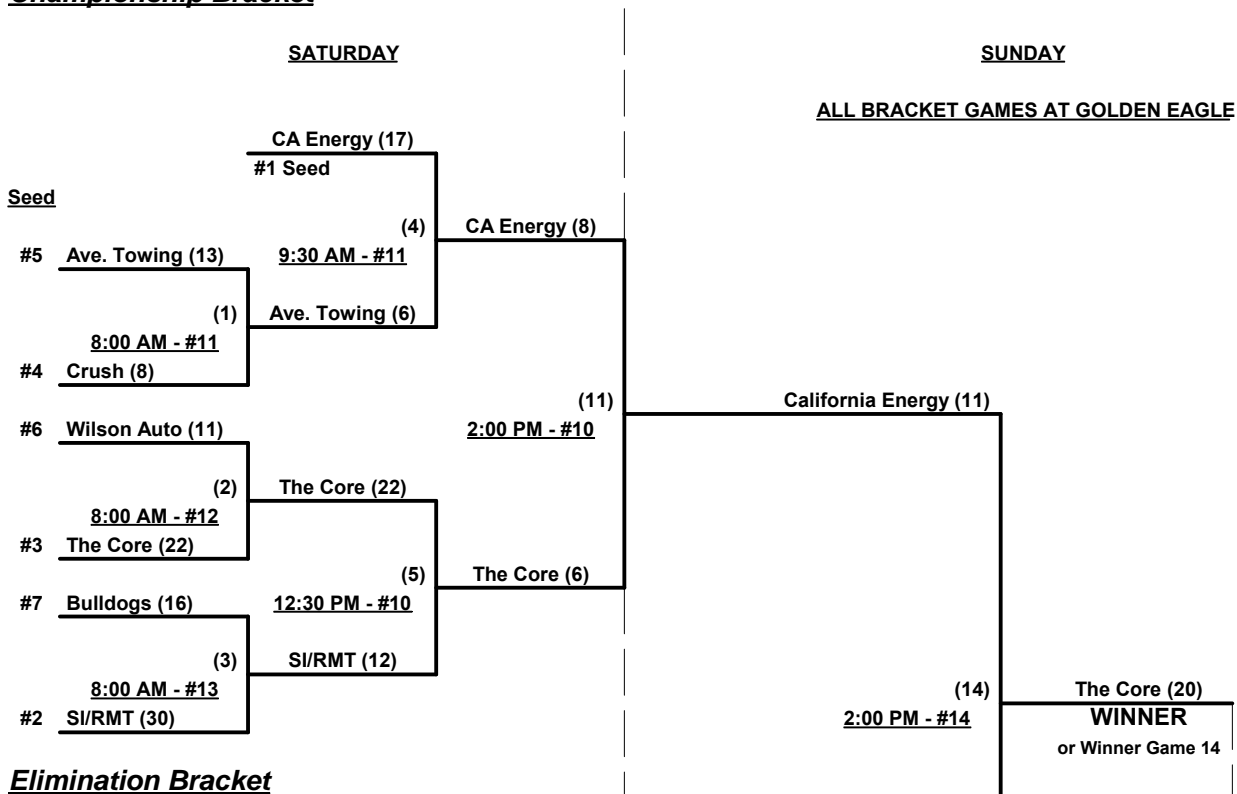 Championship Bracket
SATURDAY
SUNDAY
ALL BRACKET GAMES AT GOLDEN EAGLE
CA Energy (17)
#1 Seed
Seed
(4)
CA Energy (8)
#5 Ave. Towing (13)
9:30 AM - #11
(1)
Ave. Towing (6)
8:00 AM - #11
#4 Crush (8)
(11)
California Energy (11)
#6 Wilson Auto (11)
2:00 PM - #10
(2)
The Core (22)
8:00 AM - #12
#3 The Core (22)
(5)
The Core (6)
#7 Bulldogs (16)
12:30 PM - #10
(3)
SI/RMT (12)
8:00 AM - #13
(14)
The Core (20)
#2 SI/RMT (30)
2:00 PM - #14
WINNER
or Winner Game 14
Elimination Bracket